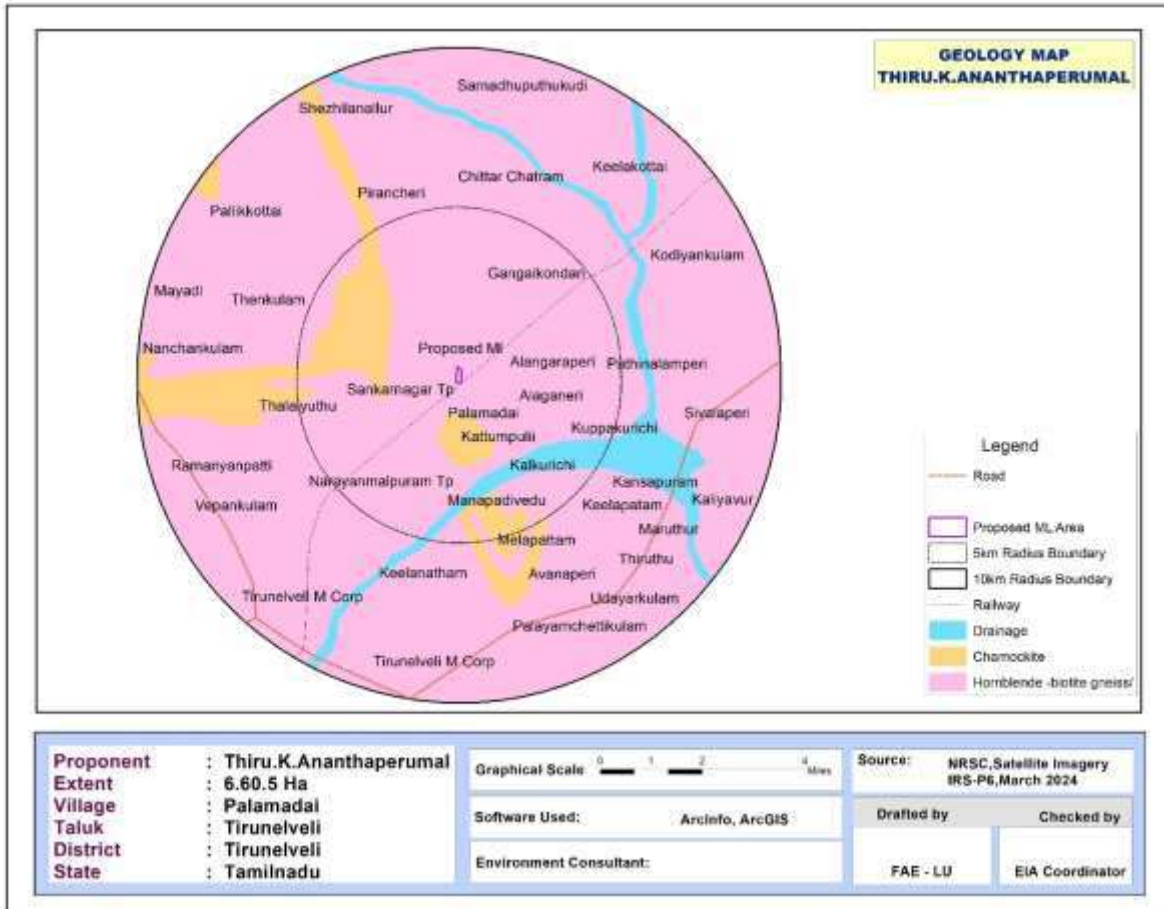 GEOLOGY MAP
THIRU.K.ANANTHAPERUMAL
Samadhuputhukudi
Shezhilanallur
Keelakottai
Chittar Chatram
Pirancheri
Pallikkottai
Kodiyankulam
Gangaikondan
Mayadi
Thenkulam
Nanchankulam
Proposed Ml
Alangaraperi
Pathinalamperi
Sankarnagar Tp
Alaganeri
Thalaiyuthu
Palamadai
Sivalaperi
Kuppakurichi
Kattumpulii
Ramanyanpatti
Kalkurichi
Narayanmalpuram Tp
Kansapuram
Vepankulam
Manapadivedu
Keelapatam
Kaliyavur
Maruthur
Melapattam
Thiruthu
Keelanatham
Avanaperi
Tirunelveli M Corp
Udayarkulam
Palayamchettikulam
Tirunelveli M Corp
Legend
Road
Proposed ML Area
5km Radius Boundary
10km Radius Boundary
Railway
Drainage
Charnockite
Hornblende -biotite gneiss/
Proponent : Thiru.K.Ananthaperumal
Extent : 6.60.5 Ha
Village : Palamadai
Taluk : Tirunelveli
District : Tirunelveli
State : Tamilnadu
Graphical Scale 0 1 2 4 Miles
Software Used: ArcInfo, ArcGIS
Environment Consultant:
Source: NRSC,Satellite Imagery
IRS-P6,March 2024
Drafted by Checked by
FAE - LU EIA Coordinator